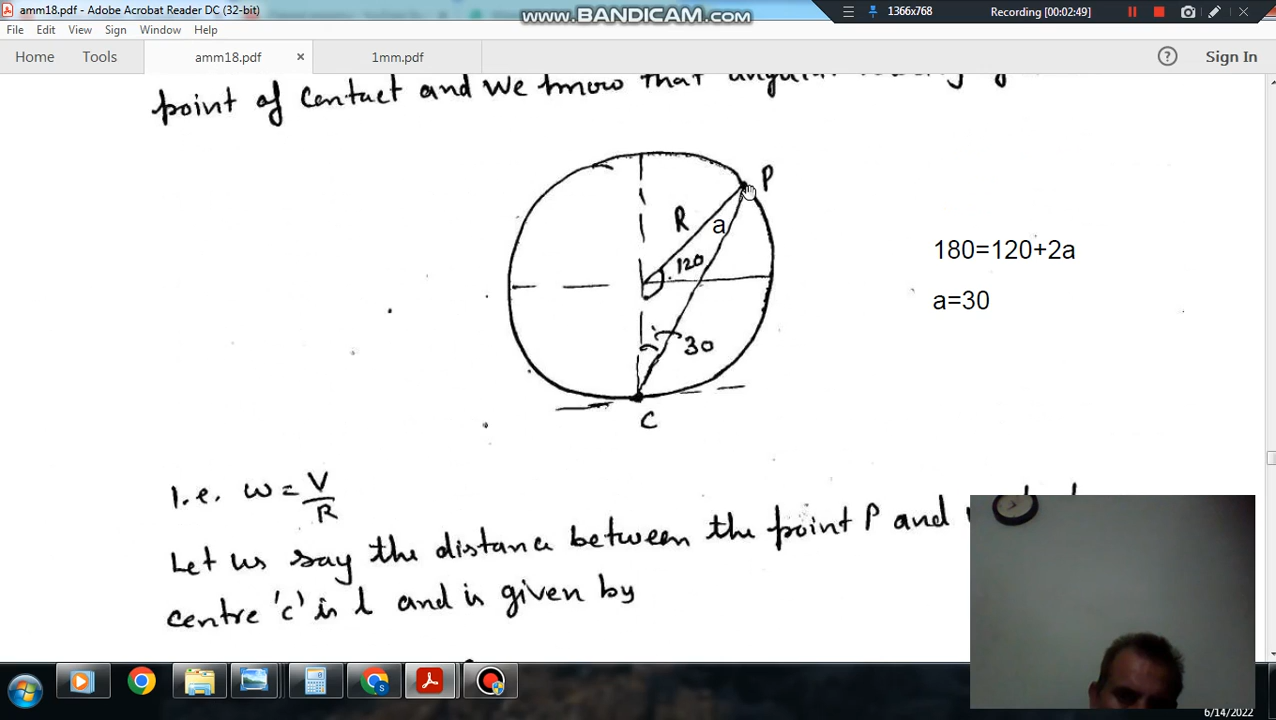 amm18.pdf - Adobe Acrobat Reader DC (32-bit)
www.BANDICAM.com
1366x768
Recording [00:02:49]
File Edit View Sign Window Help
Home Tools amm18.pdf × 1mm.pdf ? Sign In
point of contact and we know that angular
P
R
a
120
180=120+2a
a=30
30
C
i.e. ω = V
R
Let us say the distance between the point P and
centre 'c' is l and is given by
6/14/2022